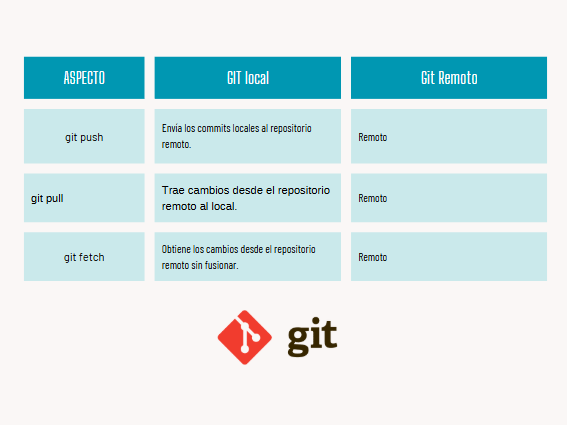 ASPECTO
GIT local
Git Remoto
git push
Envía los commits locales al repositorio
remoto.
Remoto
git pull
Trae cambios desde el repositorio
remoto al local.
Remoto
git fetch
Obtiene los cambios desde el repositorio
remoto sin fusionar.
Remoto
git